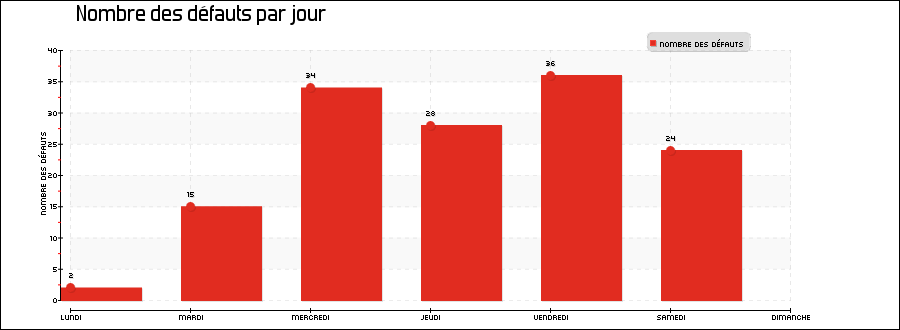 Nombre des défauts par jour
NOMBRE DES DÉFAUTS
NOMBRE DES DÉFAUTS
40
35
30
25
20
15
10
5
0
2
15
34
28
36
24
LUNDI
MARDI
MERCREDI
JEUDI
VENDREDI
SAMEDI
DIMANCHE